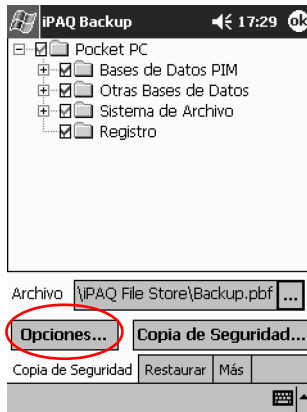 iPAQ Backup 17:29 ok
Pocket PC
Bases de Datos PIM
Otras Bases de Datos
Sistema de Archivo
Registro
Archivo \iPAQ File Store\Backup.pbf ...
Opciones... Copia de Seguridad...
Copia de Seguridad Restaurar Más